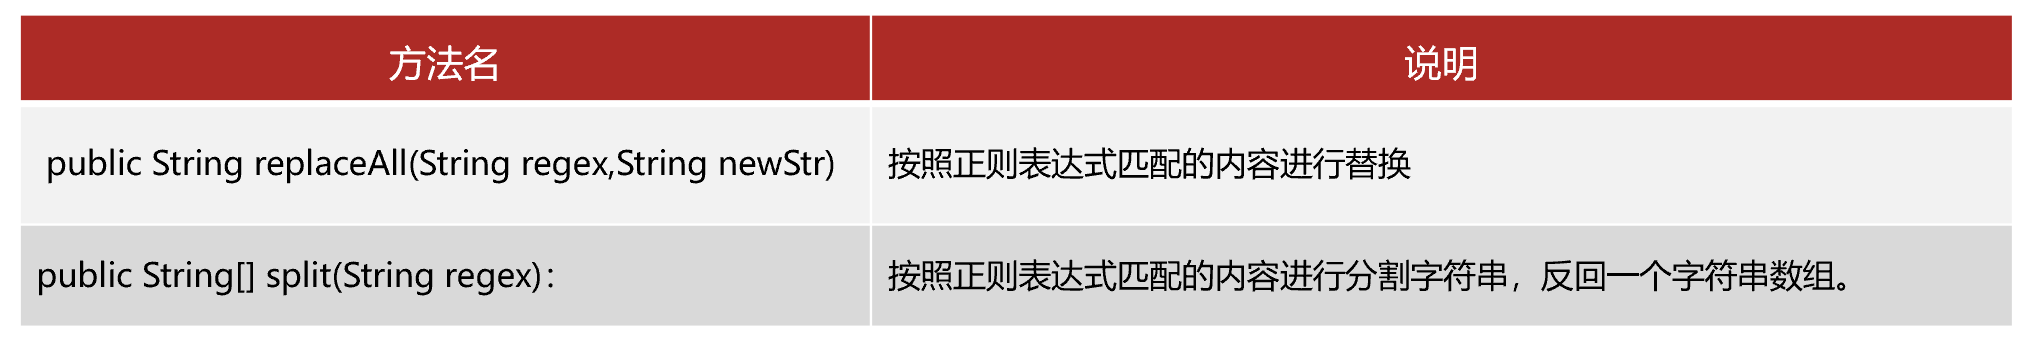 方法名
说明
public String replaceAll(String regex,String newStr)
按照正则表达式匹配的内容进行替换
public String[] split(String regex)：
按照正则表达式匹配的内容进行分割字符串，反回一个字符串数组。